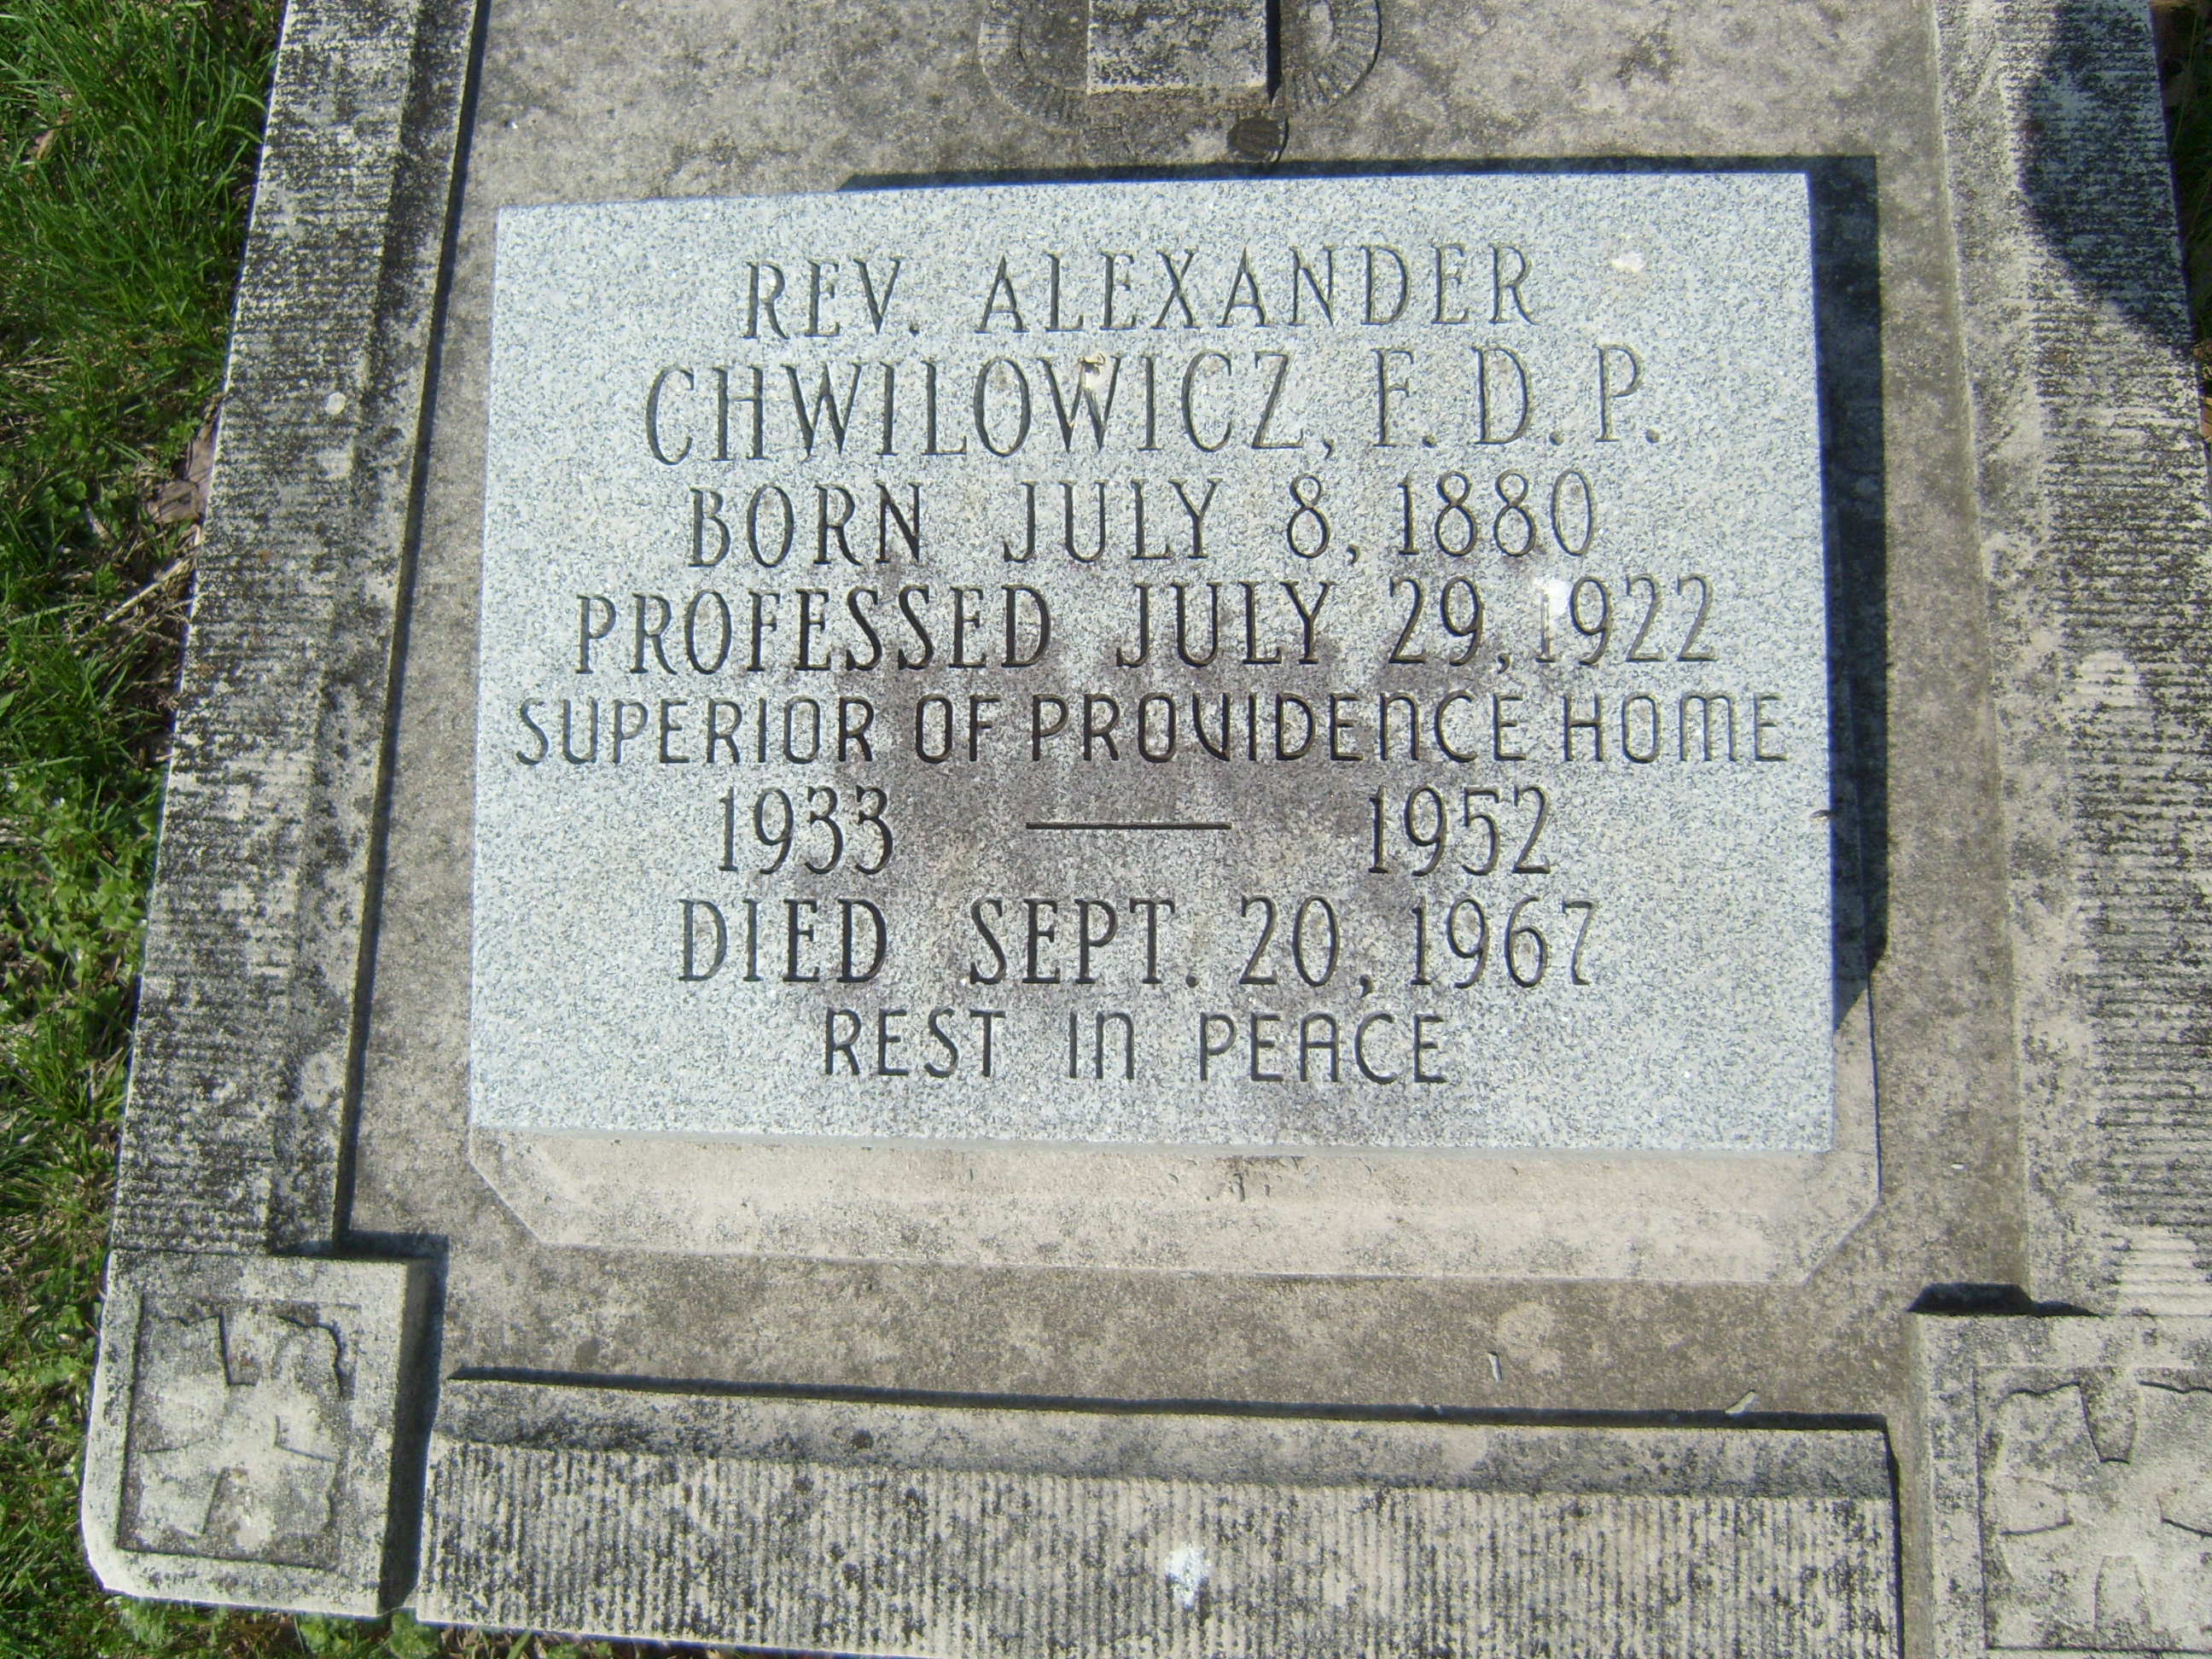 REV. ALEXANDER
CHWILOWICZ, F. D. P.
BORN JULY 8, 1880
PROFESSED JULY 29, 1922
SUPERIOR OF PROVIDENCE HOME
1933 — 1952
DIED SEPT. 20, 1967
REST IN PEACE